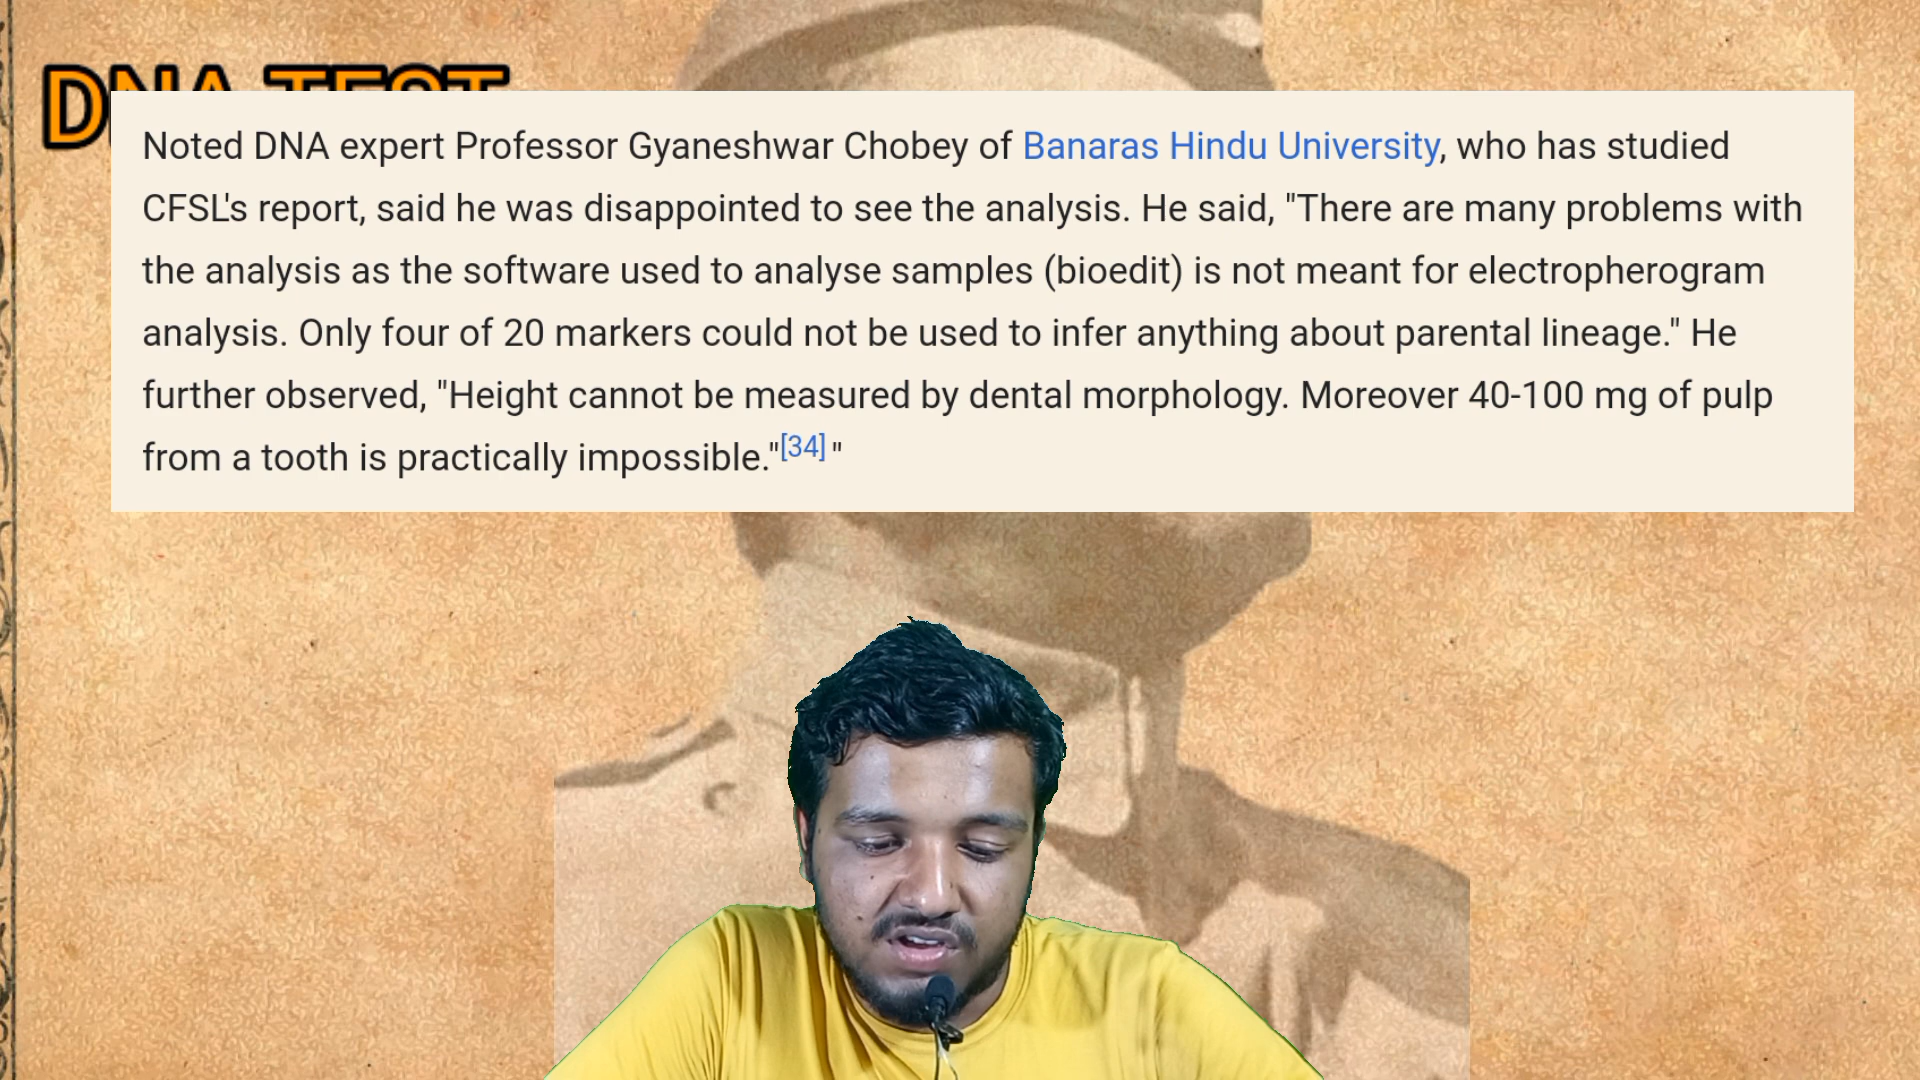 DNA TEST
Noted DNA expert Professor Gyaneshwar Chobey of Banaras Hindu University, who has studied
CFSL's report, said he was disappointed to see the analysis. He said, "There are many problems with
the analysis as the software used to analyse samples (bioedit) is not meant for electropherogram
analysis. Only four of 20 markers could not be used to infer anything about parental lineage." He
further observed, "Height cannot be measured by dental morphology. Moreover 40-100 mg of pulp
from a tooth is practically impossible."[34] "